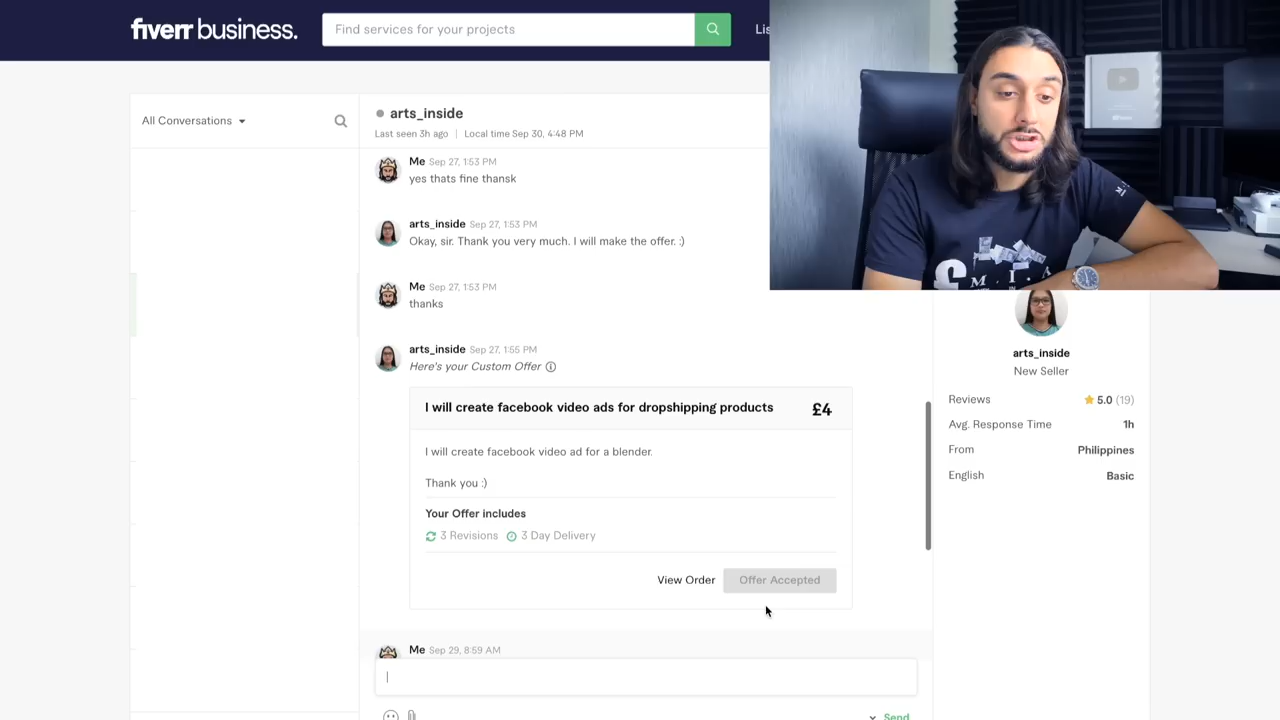 fiverr business.
Find services for your projects
All Conversations
arts_inside
Last seen 3h ago | Local time Sep 30, 4:48 PM
Me Sep 27, 1:53 PM
yes thats fine thansk
arts_inside Sep 27, 1:53 PM
Okay, sir. Thank you very much. I will make the offer. :)
Me Sep 27, 1:53 PM
thanks
arts_inside Sep 27, 1:55 PM
Here's your Custom Offer
I will create facebook video ads for dropshipping products £4
I will create facebook video ad for a blender.
Thank you :)
Your Offer includes
3 Revisions 3 Day Delivery
View Order Offer Accepted
Me Sep 29, 8:59 AM
Send
arts_inside
New Seller
Reviews 5.0 (19)
Avg. Response Time 1h
From Philippines
English Basic
£ M . I . A